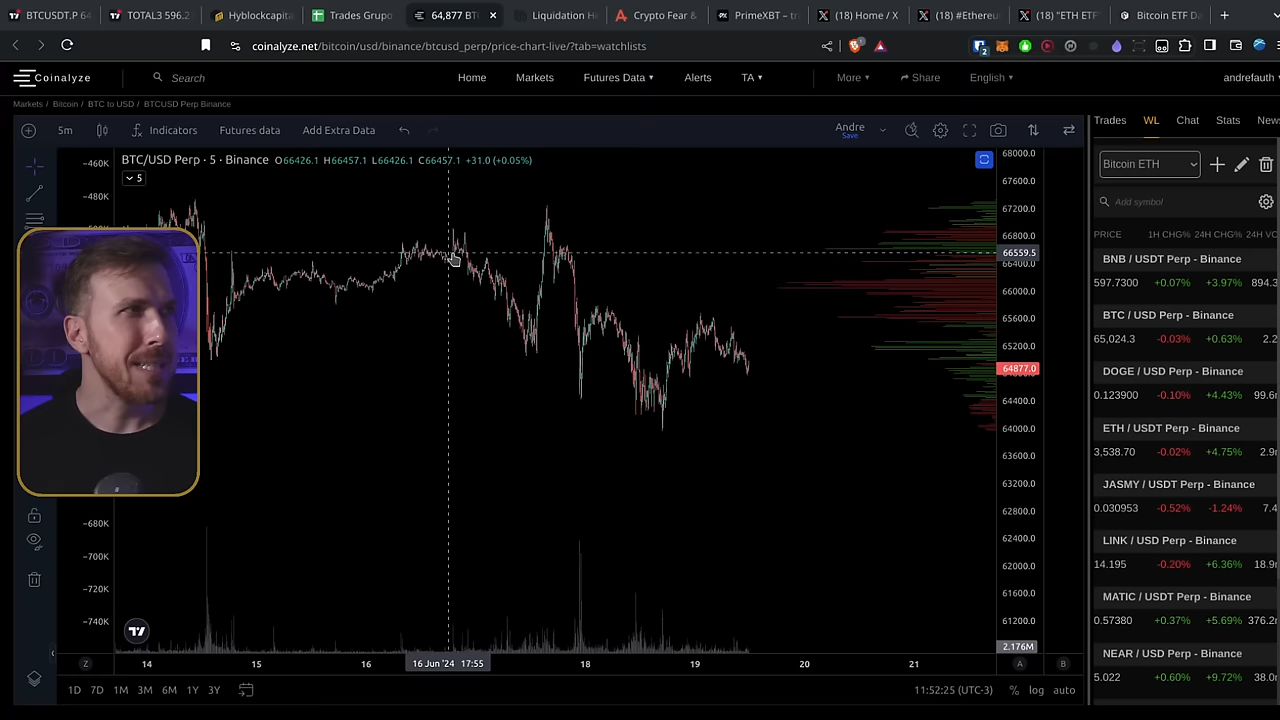 BTCUSDT.P 64
TOTAL3 596.2
Hyblockcapita
Trades Grupo
64,877 BT
Liquidation H
Crypto Fear &
PrimeXBT – tr
(18) Home / X
(18) #Ethereu
(18) "ETH ETF
Bitcoin ETF Da
coinalyze.net/bitcoin/usd/binance/btcusd_perp/price-chart-live/?tab=watchlists
Coinalyze
Search
Home
Markets
Futures Data
Alerts
TA
More
Share
English
andrefauth
Markets / Bitcoin / BTC to USD / BTCUSD Perp Binance
5m
Indicators
Futures data
Add Extra Data
Andre
Save
Trades
WL
Chat
Stats
News
BTC/USD Perp · 5 · Binance O66426.1 H66457.1 L66426.1 C66457.1 +31.0 (+0.05%)
5
Bitcoin ETH
Add symbol
PRICE 1H CHG% 24H CHG% 24H VO
BNB / USDT Perp - Binance
597.7300 +0.07% +3.97% 894.3
BTC / USD Perp - Binance
65,024.3 -0.03% +0.63% 2.2
DOGE / USD Perp - Binance
0.123900 -0.10% +4.43% 99.6
ETH / USDT Perp - Binance
3,538.70 -0.02% +4.75% 2.9
JASMY / USDT Perp - Binance
0.030953 -0.52% -1.24% 7.4
LINK / USD Perp - Binance
14.195 -0.20% +6.36% 18.9
MATIC / USD Perp - Binance
0.57380 +0.37% +5.69% 376.2
NEAR / USD Perp - Binance
5.022 +0.60% +9.72% 38.0
−460K
−480K
−680K
−700K
−720K
−740K
68000.0
67600.0
67200.0
66800.0
66559.5
66400.0
66000.0
65600.0
65200.0
64877.0
64400.0
64000.0
63600.0
63200.0
62800.0
62400.0
62000.0
61600.0
61200.0
2.176M
Z
14
15
16
16 Jun '24 17:55
18
19
20
21
A
B
1D
7D
1M
3M
6M
1Y
3Y
11:52:25 (UTC-3)
%
log
auto